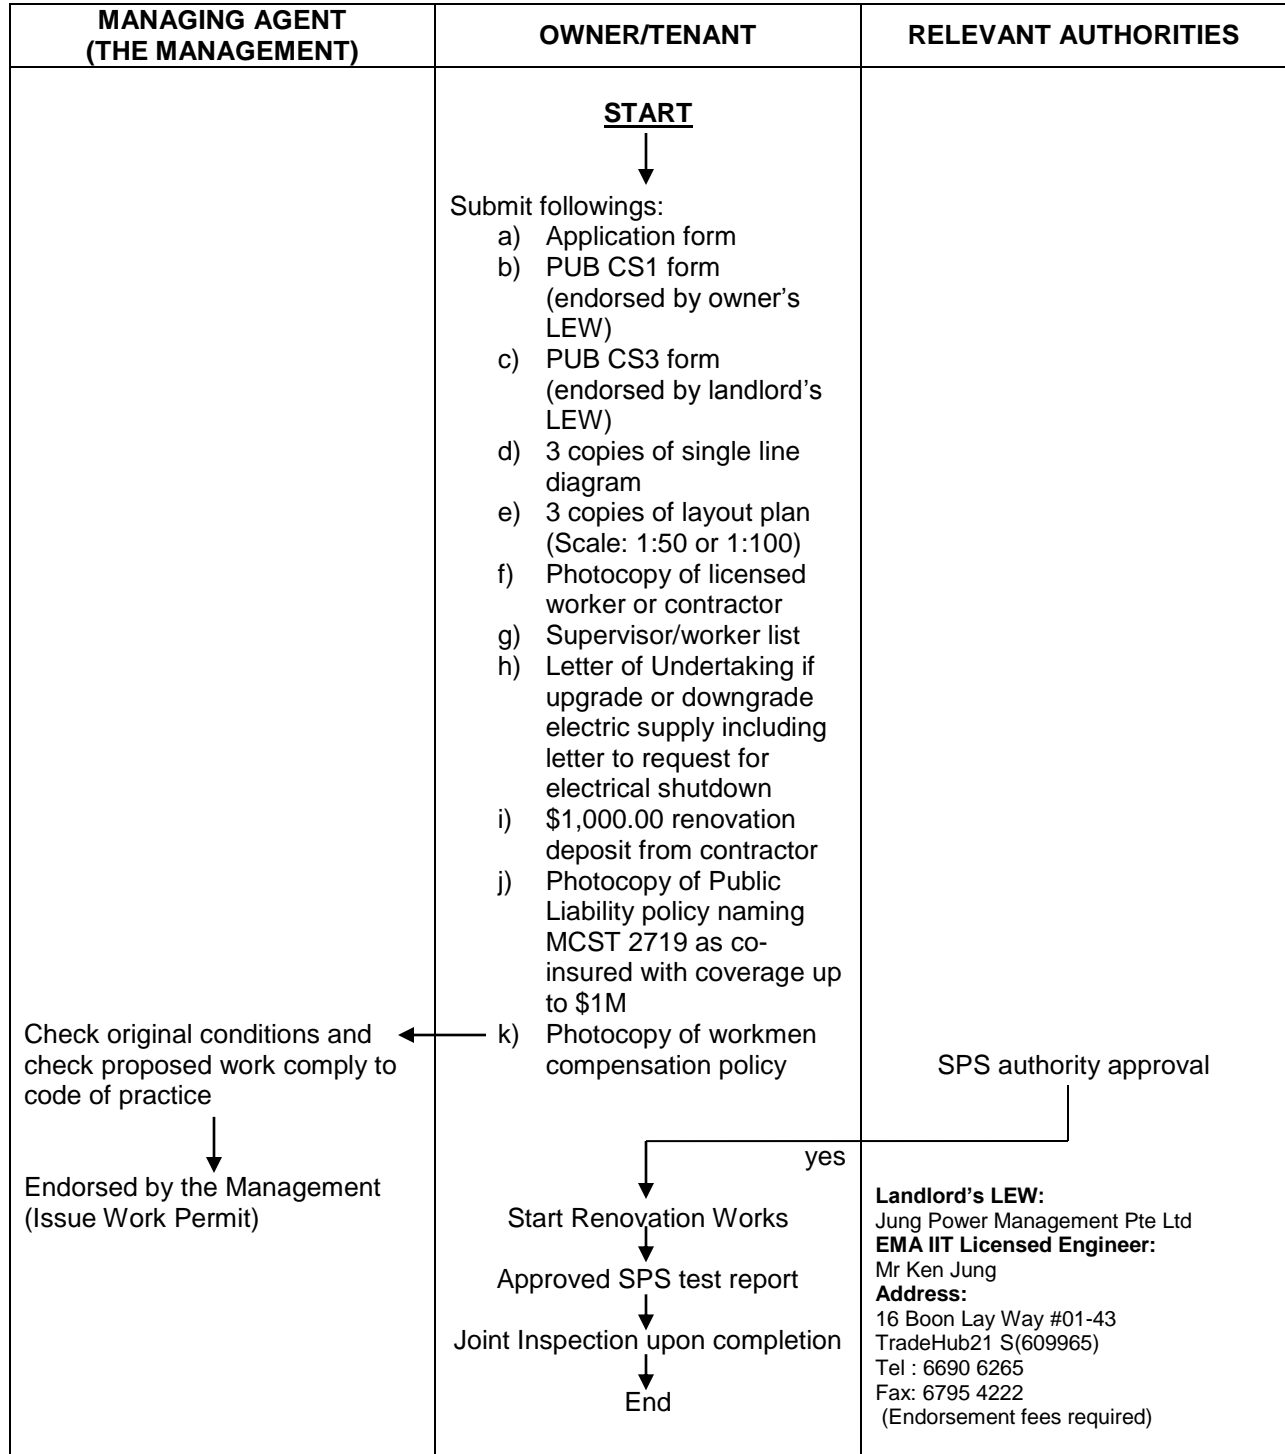 MANAGING AGENT
(THE MANAGEMENT)
OWNER/TENANT
RELEVANT AUTHORITIES
START
Submit followings:
a) Application form
b) PUB CS1 form
(endorsed by owner's
LEW)
c) PUB CS3 form
(endorsed by landlord's
LEW)
d) 3 copies of single line
diagram
e) 3 copies of layout plan
(Scale: 1:50 or 1:100)
f) Photocopy of licensed
worker or contractor
g) Supervisor/worker list
h) Letter of Undertaking if
upgrade or downgrade
electric supply including
letter to request for
electrical shutdown
i) $1,000.00 renovation
deposit from contractor
j) Photocopy of Public
Liability policy naming
MCST 2719 as co-
insured with coverage up
to $1M
k) Photocopy of workmen
compensation policy
Check original conditions and
check proposed work comply to
code of practice
Endorsed by the Management
(Issue Work Permit)
SPS authority approval
yes
Start Renovation Works
Approved SPS test report
Joint Inspection upon completion
End
Landlord's LEW:
Jung Power Management Pte Ltd
EMA IIT Licensed Engineer:
Mr Ken Jung
Address:
16 Boon Lay Way #01-43
TradeHub21 S(609965)
Tel : 6690 6265
Fax: 6795 4222
(Endorsement fees required)